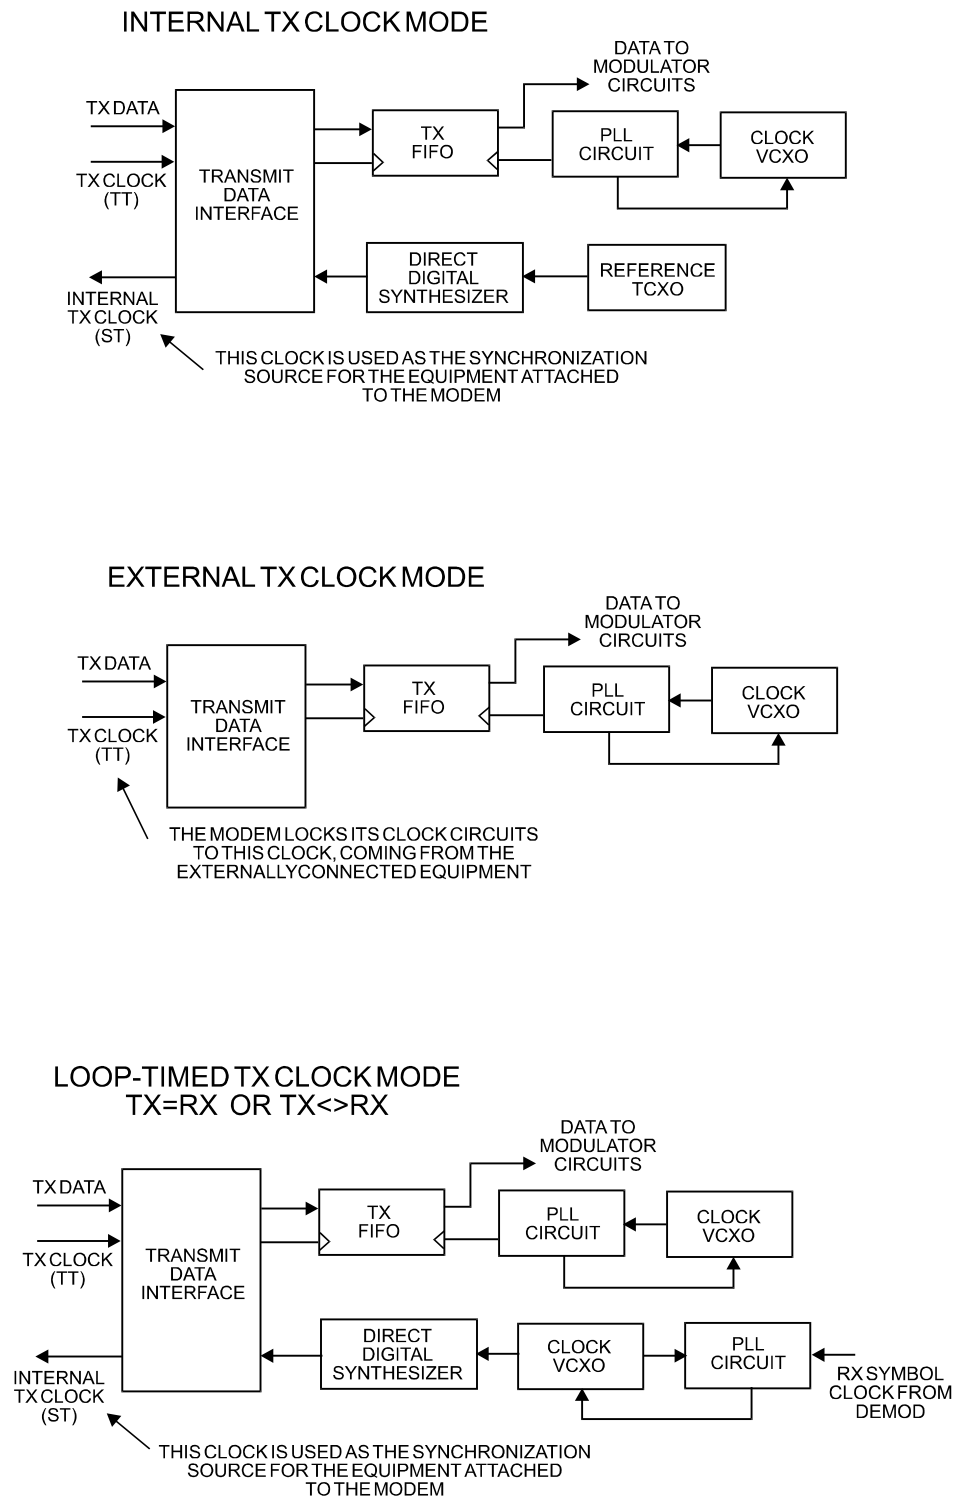 INTERNAL TX CLOCK MODE
DATA TO
MODULATOR
CIRCUITS
TX DATA
TX CLOCK
(TT)
TRANSMIT
DATA
INTERFACE
TX
FIFO
PLL
CIRCUIT
CLOCK
VCXO
DIRECT
DIGITAL
SYNTHESIZER
REFERENCE
TCXO
INTERNAL
TX CLOCK
(ST)
THIS CLOCK IS USED AS THE SYNCHRONIZATION
SOURCE FOR THE EQUIPMENT ATTACHED
TO THE MODEM
EXTERNAL TX CLOCK MODE
DATA TO
MODULATOR
CIRCUITS
TX DATA
TX CLOCK
(TT)
TRANSMIT
DATA
INTERFACE
TX
FIFO
PLL
CIRCUIT
CLOCK
VCXO
THE MODEM LOCKS ITS CLOCK CIRCUITS
TO THIS CLOCK, COMING FROM THE
EXTERNALLY CONNECTED EQUIPMENT
LOOP-TIMED TX CLOCK MODE
TX=RX OR TX<>RX
DATA TO
MODULATOR
CIRCUITS
TX DATA
TX CLOCK
(TT)
TRANSMIT
DATA
INTERFACE
TX
FIFO
PLL
CIRCUIT
CLOCK
VCXO
DIRECT
DIGITAL
SYNTHESIZER
CLOCK
VCXO
PLL
CIRCUIT
RX SYMBOL
CLOCK FROM
DEMOD
INTERNAL
TX CLOCK
(ST)
THIS CLOCK IS USED AS THE SYNCHRONIZATION
SOURCE FOR THE EQUIPMENT ATTACHED
TO THE MODEM